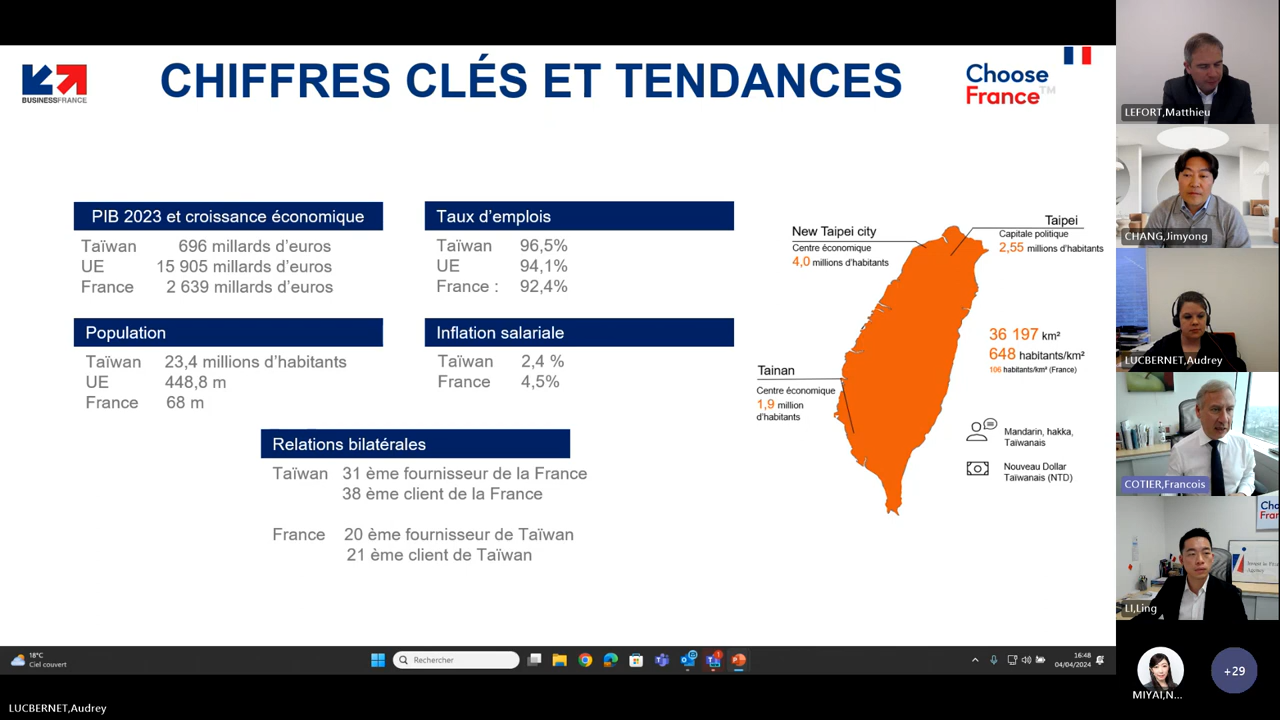 BUSINESSFRANCE
CHIFFRES CLÉS ET TENDANCES
Choose
France™
PIB 2023 et croissance économique
Taïwan 696 millards d’euros
UE 15 905 millards d’euros
France 2 639 millards d’euros
Taux d’emplois
Taïwan 96,5%
UE 94,1%
France : 92,4%
Population
Taïwan 23,4 millions d’habitants
UE 448,8 m
France 68 m
Inflation salariale
Taïwan 2,4 %
France 4,5%
Relations bilatérales
Taïwan 31 ème fournisseur de la France
38 ème client de la France
France 20 ème fournisseur de Taïwan
21 ème client de Taïwan
New Taipei city
Centre économique
4,0 millions d’habitants
Taipei
Capitale politique
2,55 millions d’habitants
36 197 km²
648 habitants/km²
106 habitants/km² (France)
Tainan
Centre économique
1,9 million
d’habitants
Mandarin, hakka,
Taïwanais
Nouveau Dollar
Taïwanais (NTD)
18°C
Ciel couvert
Rechercher
16:48
04/04/2024
LEFORT,Matthieu
CHANG,Jimyong
LUCBERNET,Audrey
COTIER,Francois
LI,Ling
MIYAI,N...
+29
LUCBERNET,Audrey